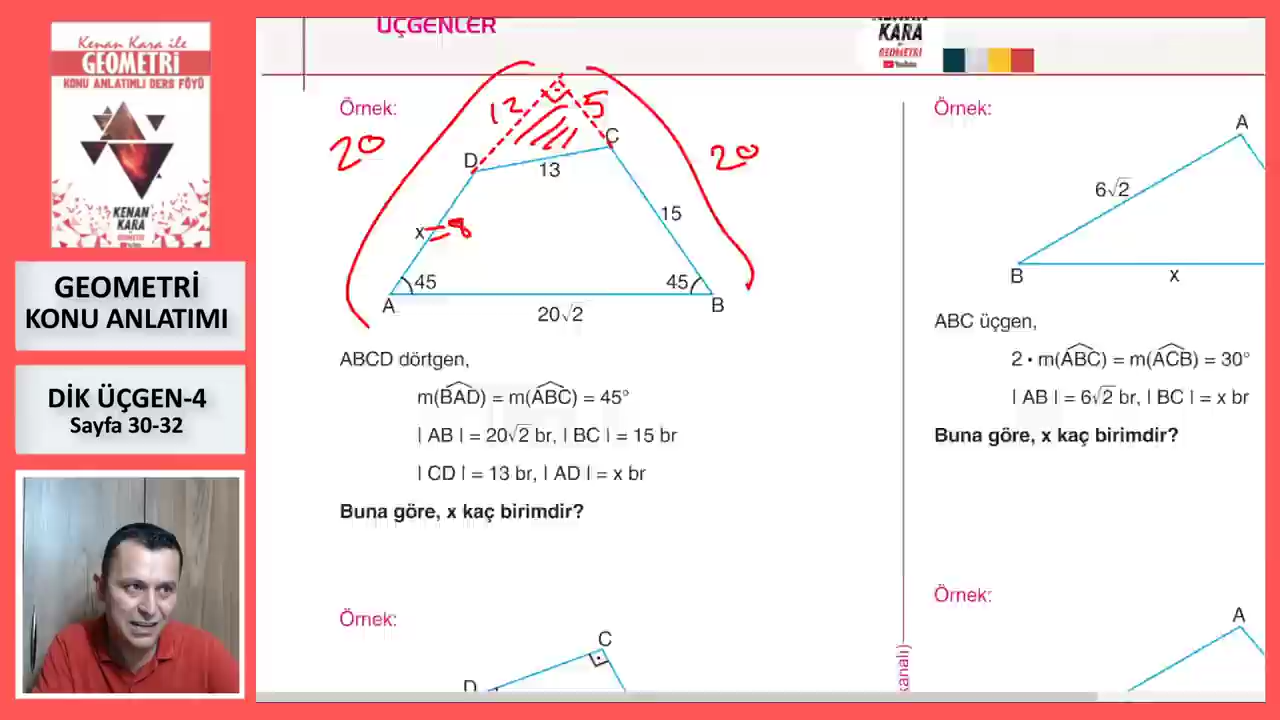 Kenan Kara ile
GEOMETRİ
KONU ANLATIMLI DERS FÖYÜ
KENAN
KARA
GEOMETRİ
KONU ANLATIMI
DİK ÜÇGEN-4
Sayfa 30-32
ÜÇGENLER
KARA
GEOMETRİ
YouTube
Örnek:
12
5
20
20
D
C
13
15
x = 8
45
45
A
B
20√2
ABCD dörtgen,
m(BAD) = m(ABC) = 45°
| AB | = 20√2 br, | BC | = 15 br
| CD | = 13 br, | AD | = x br
Buna göre, x kaç birimdir?
Örnek:
C
D
Örnek:
A
6√2
B
x
ABC üçgen,
2 • m(ABC) = m(ACB) = 30°
| AB | = 6√2 br, | BC | = x br
Buna göre, x kaç birimdir?
Örnek:
A
kanalı)